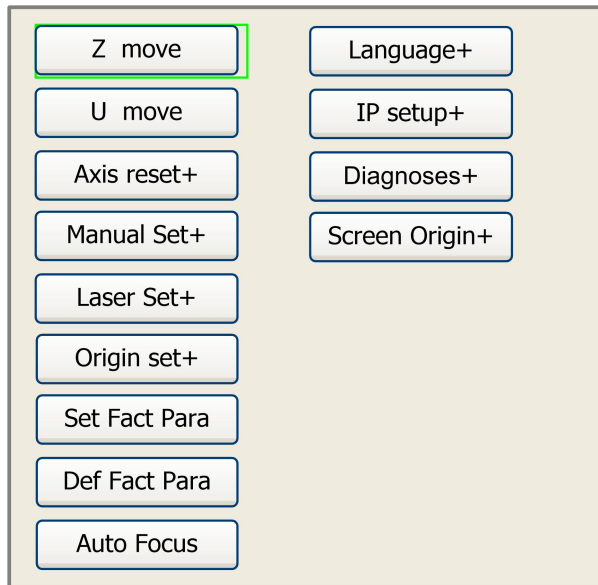 Z move
U move
Axis reset+
Manual Set+
Laser Set+
Origin set+
Set Fact Para
Def Fact Para
Auto Focus
Language+
IP setup+
Diagnoses+
Screen Origin+